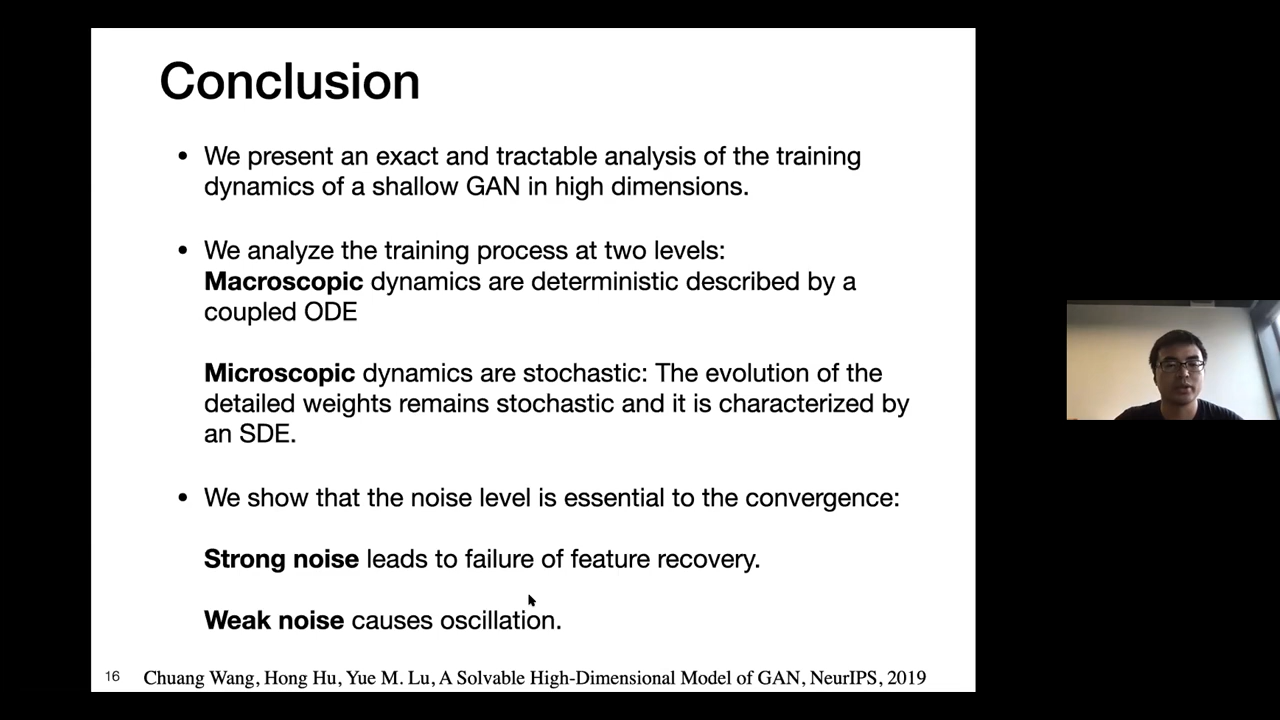 Conclusion
• We present an exact and tractable analysis of the training
dynamics of a shallow GAN in high dimensions.
• We analyze the training process at two levels:
Macroscopic dynamics are deterministic described by a
coupled ODE
Microscopic dynamics are stochastic: The evolution of the
detailed weights remains stochastic and it is characterized by
an SDE.
• We show that the noise level is essential to the convergence:
Strong noise leads to failure of feature recovery.
Weak noise causes oscillation.
16 Chuang Wang, Hong Hu, Yue M. Lu, A Solvable High-Dimensional Model of GAN, NeurIPS, 2019